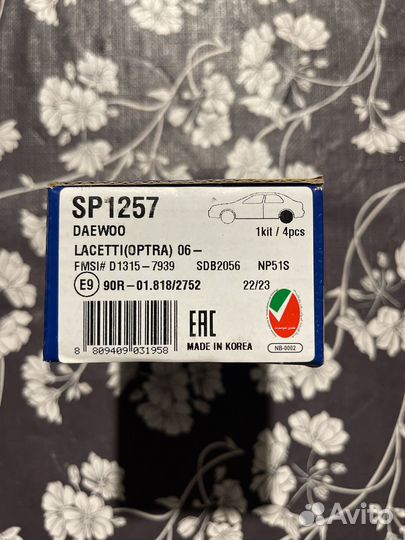 SP1257
DAEWOO
1kit / 4pcs
LACETTI(OPTRA) 06-
FMSI# D1315-7939 SDB2056 NP51S
E9 90R-01.818/2752 22/23
EAC
MADE IN KOREA
NB-0002
8 809409 031958
Avito